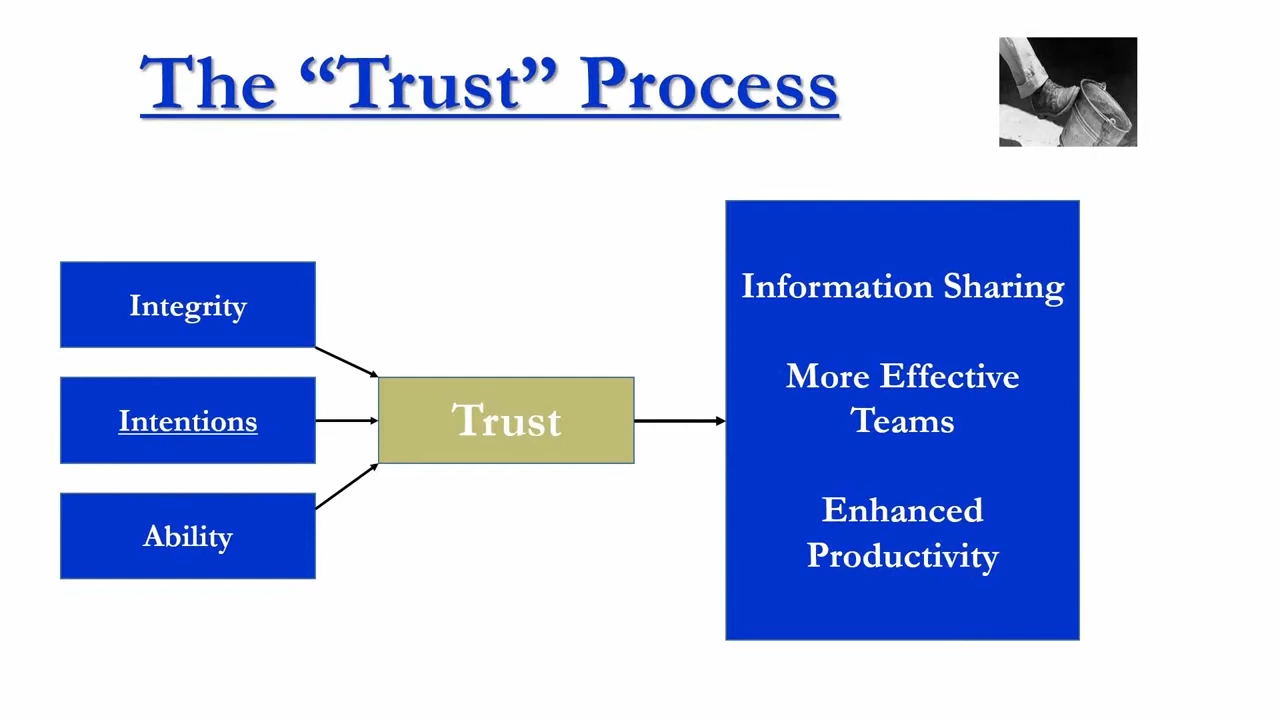 The “Trust” Process
Integrity
Intentions
Ability
Trust
Information Sharing
More Effective
Teams
Enhanced
Productivity